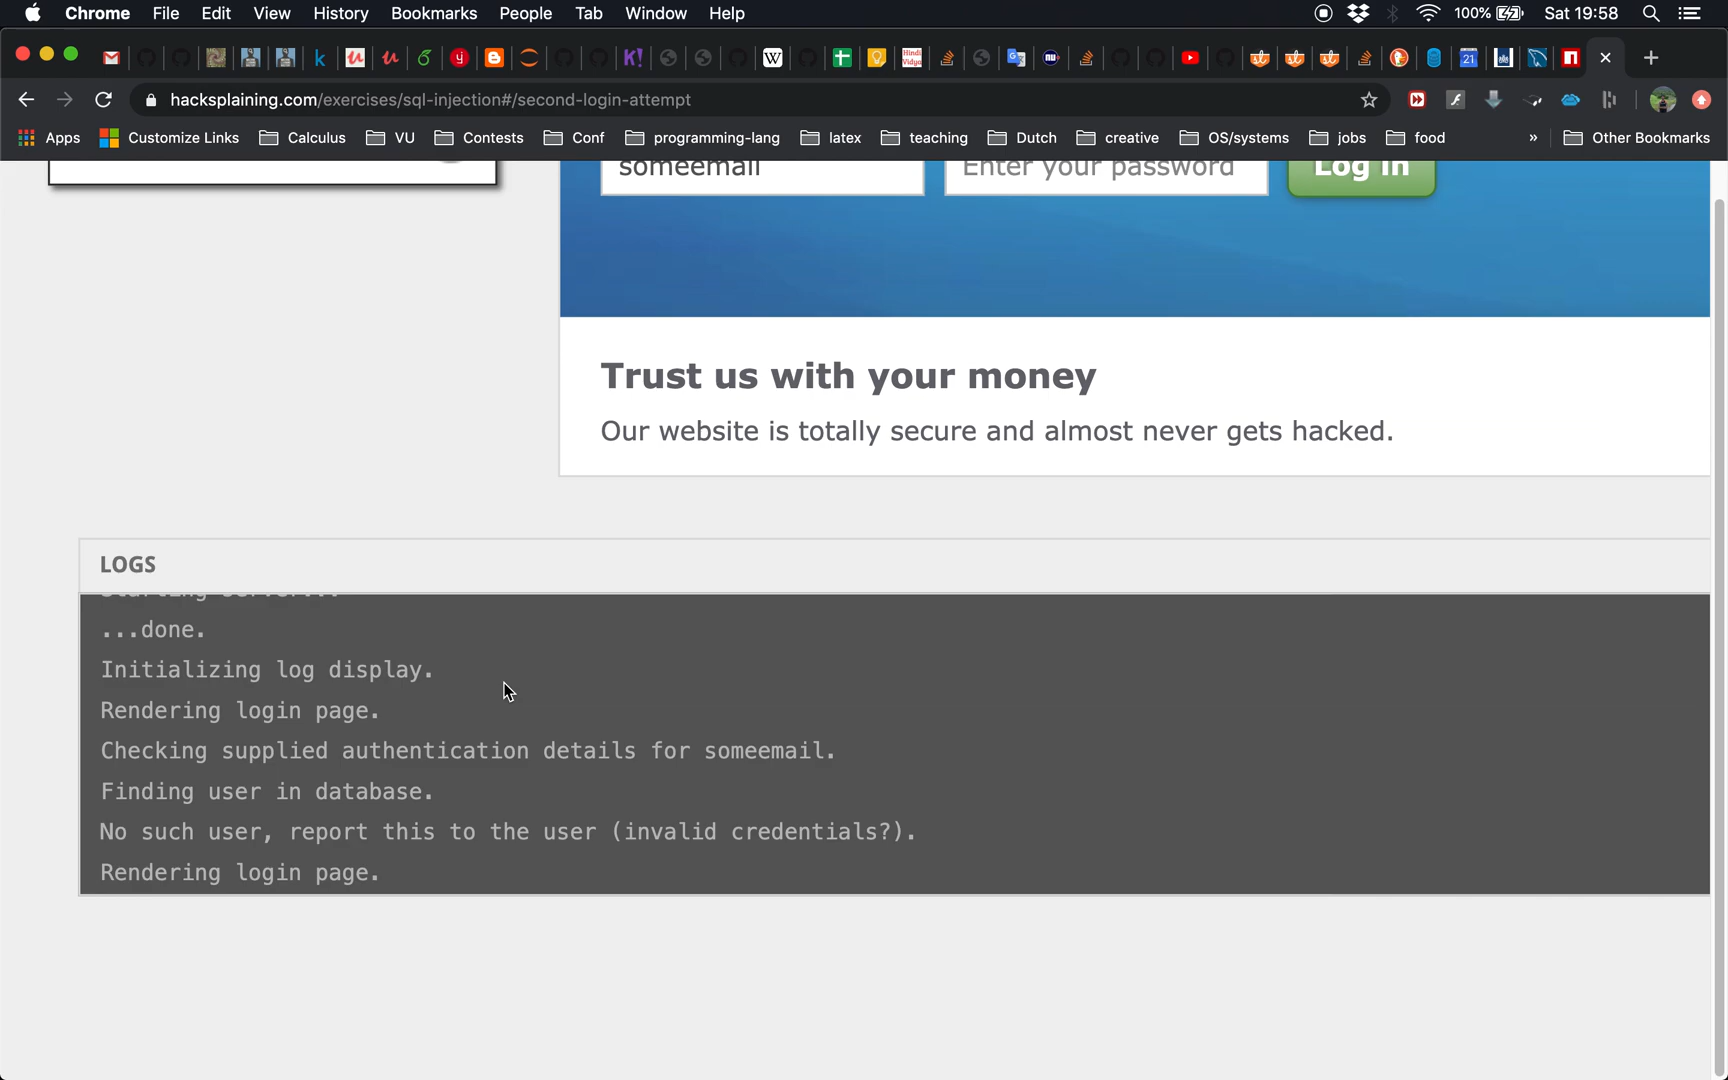 Chrome File Edit View History Bookmarks People Tab Window Help 100% Sat 19:58
hacksplaining.com/exercises/sql-injection#/second-login-attempt
Apps Customize Links Calculus VU Contests Conf programming-lang latex teaching Dutch creative OS/systems jobs food » Other Bookmarks
someemail Enter your password Log in
Trust us with your money
Our website is totally secure and almost never gets hacked.
LOGS
Starting server...
...done.
Initializing log display.
Rendering login page.
Checking supplied authentication details for someemail.
Finding user in database.
No such user, report this to the user (invalid credentials?).
Rendering login page.